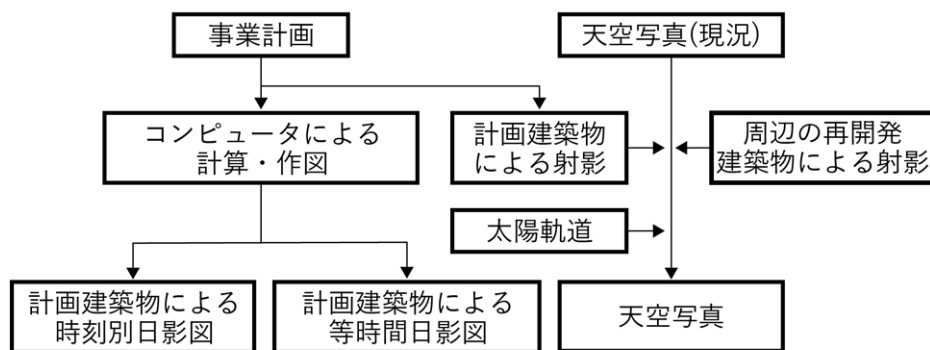 事業計画
天空写真(現況)
コンピュータによる
計算・作図
計画建築物
による射影
周辺の再開発
建築物による射影
太陽軌道
計画建築物による
時刻別日影図
計画建築物による
等時間日影図
天空写真